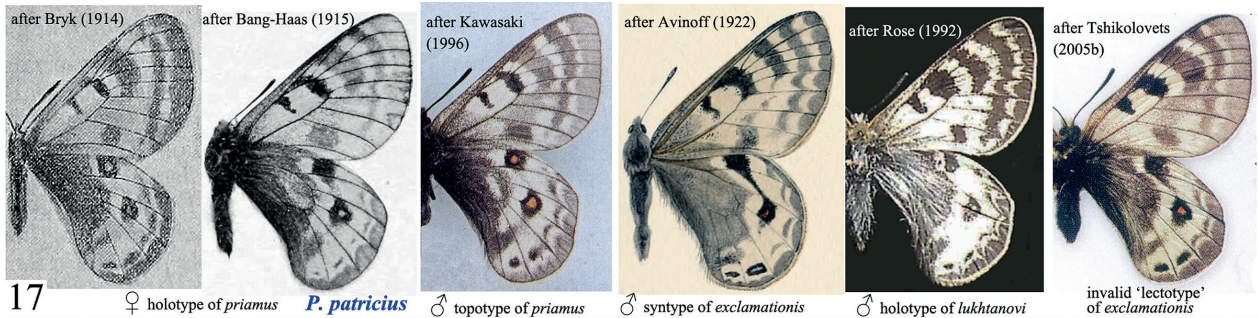 after Bryk (1914)
after Bang-Haas (1915)
after Kawasaki
(1996)
after Avinoff (1922)
after Rose (1992)
after Tshikolovets
(2005b)
17
♀ holotype of priamus
P. patricius
♂ topotype of priamus
♂ syntype of exclamationis
♂ holotype of lukhtanovi
invalid ‘lectotype’
of exclamationis